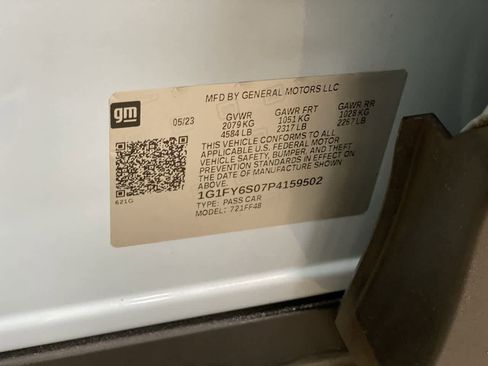 MFD BY GENERAL MOTORS LLC
gm
05/23 GVWR GAWR FRT GAWR RR
2079 KG 1051 KG 1028 KG
4584 LB 2317 LB 2267 LB
THIS VEHICLE CONFORMS TO ALL
APPLICABLE U.S. FEDERAL MOTOR
VEHICLE SAFETY, BUMPER, AND THEFT
PREVENTION STANDARDS IN EFFECT ON
THE DATE OF MANUFACTURE SHOWN
ABOVE.
621G
1G1FY6S07P4159502
TYPE: PASS CAR
MODEL: 721FF48